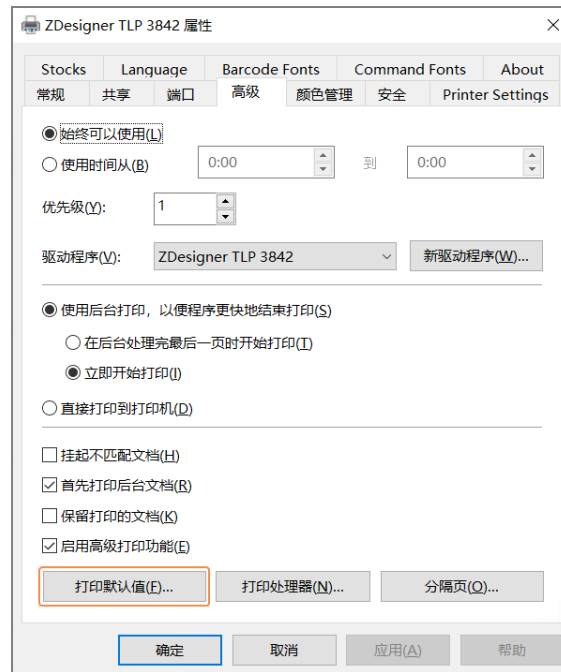 ZDesigner TLP 3842 属性
Stocks Language Barcode Fonts Command Fonts About
常规 共享 端口 高级 颜色管理 安全 Printer Settings
始终可以使用(L)
使用时间从(B) 0:00 到 0:00
优先级(Y): 1
驱动程序(V): ZDesigner TLP 3842 新驱动程序(W)...
使用后台打印，以便程序更快地结束打印(S)
在后台处理完最后一页时开始打印(T)
立即开始打印(I)
直接打印到打印机(D)
挂起不匹配文档(H)
首先打印后台文档(R)
保留打印的文档(K)
启用高级打印功能(E)
打印默认值(F)... 打印处理器(N)... 分隔页(O)...
确定 取消 应用(A) 帮助